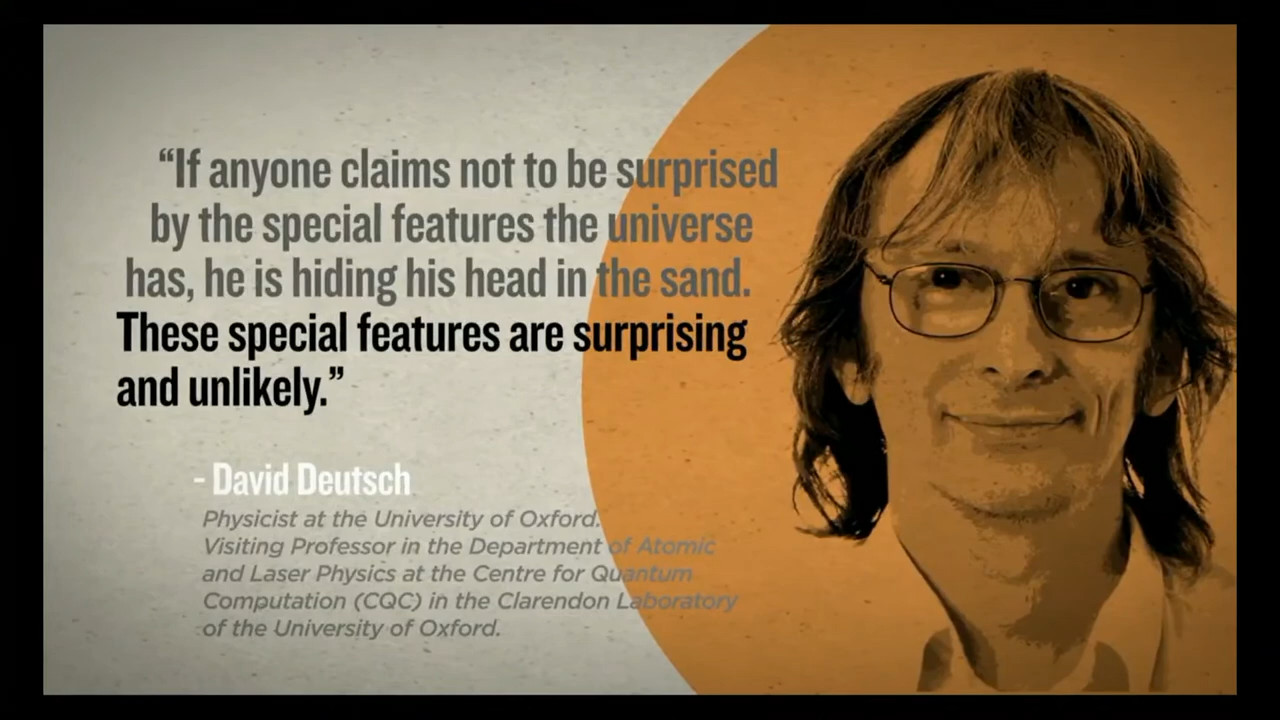 “If anyone claims not to be surprised
by the special features the universe
has, he is hiding his head in the sand.
These special features are surprising
and unlikely.”
- David Deutsch
Physicist at the University of Oxford.
Visiting Professor in the Department of Atomic
and Laser Physics at the Centre for Quantum
Computation (CQC) in the Clarendon Laboratory
of the University of Oxford.